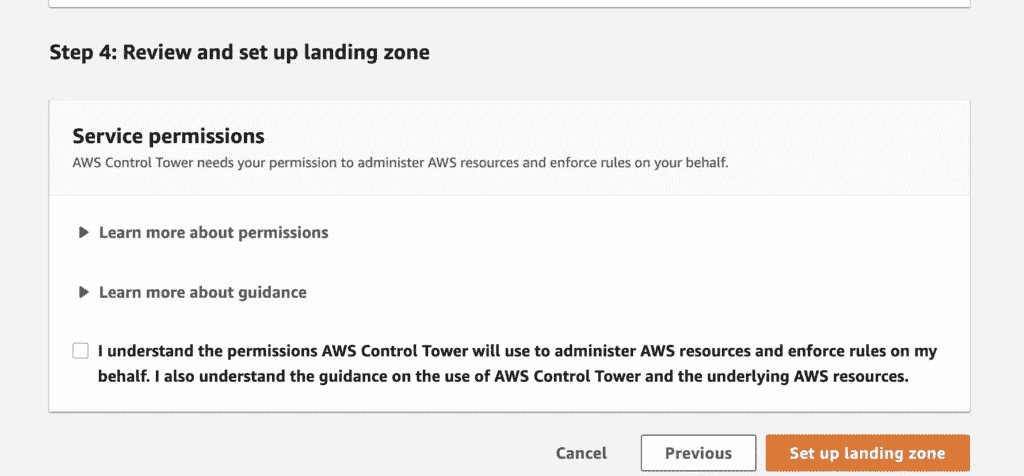 Step 4: Review and set up landing zone
Service permissions
AWS Control Tower needs your permission to administer AWS resources and enforce rules on your behalf.
Learn more about permissions
Learn more about guidance
I understand the permissions AWS Control Tower will use to administer AWS resources and enforce rules on my
behalf. I also understand the guidance on the use of AWS Control Tower and the underlying AWS resources.
Cancel Previous Set up landing zone